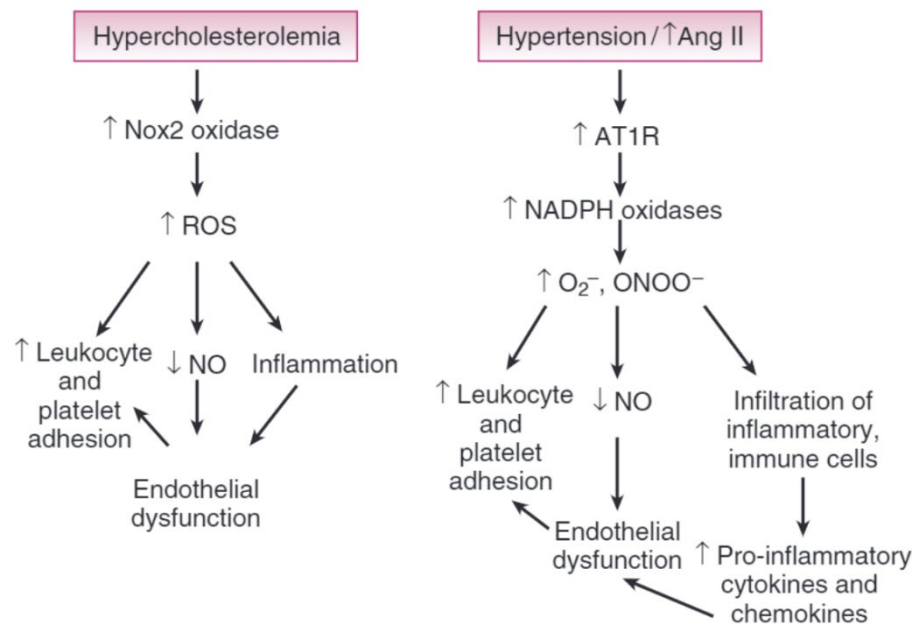 Hypercholesterolemia
↑ Nox2 oxidase
↑ ROS
↑ Leukocyte
and
platelet
adhesion
↓ NO
Inflammation
Endothelial
dysfunction
Hypertension / ↑Ang II
↑ AT1R
↑ NADPH oxidases
↑ O₂⁻, ONOO⁻
↑ Leukocyte
and
platelet
adhesion
↓ NO
Infiltration of
inflammatory,
immune cells
Endothelial
dysfunction
↑ Pro-inflammatory
cytokines and
chemokines